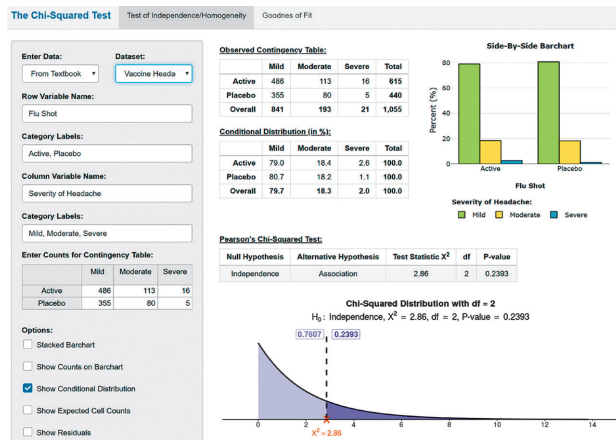 The Chi-Squared Test
Test of Independence/Homogeneity
Goodnes of Fit
Enter Data:
Dataset:
From Textbook
Vaccine Heada
Row Variable Name:
Flu Shot
Category Labels:
Active, Placebo
Column Variable Name:
Severity of Headache
Category Labels:
Mild, Moderate, Severe
Enter Counts for Contingency Table:
Mild Moderate Severe
Active 486 113 16
Placebo 355 80 5
Options:
Stacked Barchart
Show Counts on Barchart
Show Conditional Distribution
Show Expected Cell Counts
Show Residuals
Observed Contingency Table:
Mild Moderate Severe Total
Active 486 113 16 615
Placebo 355 80 5 440
Overall 841 193 21 1,055
Conditional Distribution (in %):
Mild Moderate Severe Total
Active 79.0 18.4 2.6 100.0
Placebo 80.7 18.2 1.1 100.0
Overall 79.7 18.3 2.0 100.0
Side-By-Side Barchart
Percent (%)
80
60
40
20
0
Active Placebo
Flu Shot
Severity of Headache:
Mild Moderate Severe
Pearson's Chi-Squared Test:
Null Hypothesis Alternative Hypothesis Test Statistic X² df P-value
Independence Association 2.86 2 0.2393
Chi-Squared Distribution with df = 2
H₀: Independence, X² = 2.86, df = 2, P-value = 0.2393
0.7607 0.2393
0 2 4 6 8 10 12 14
X² = 2.86